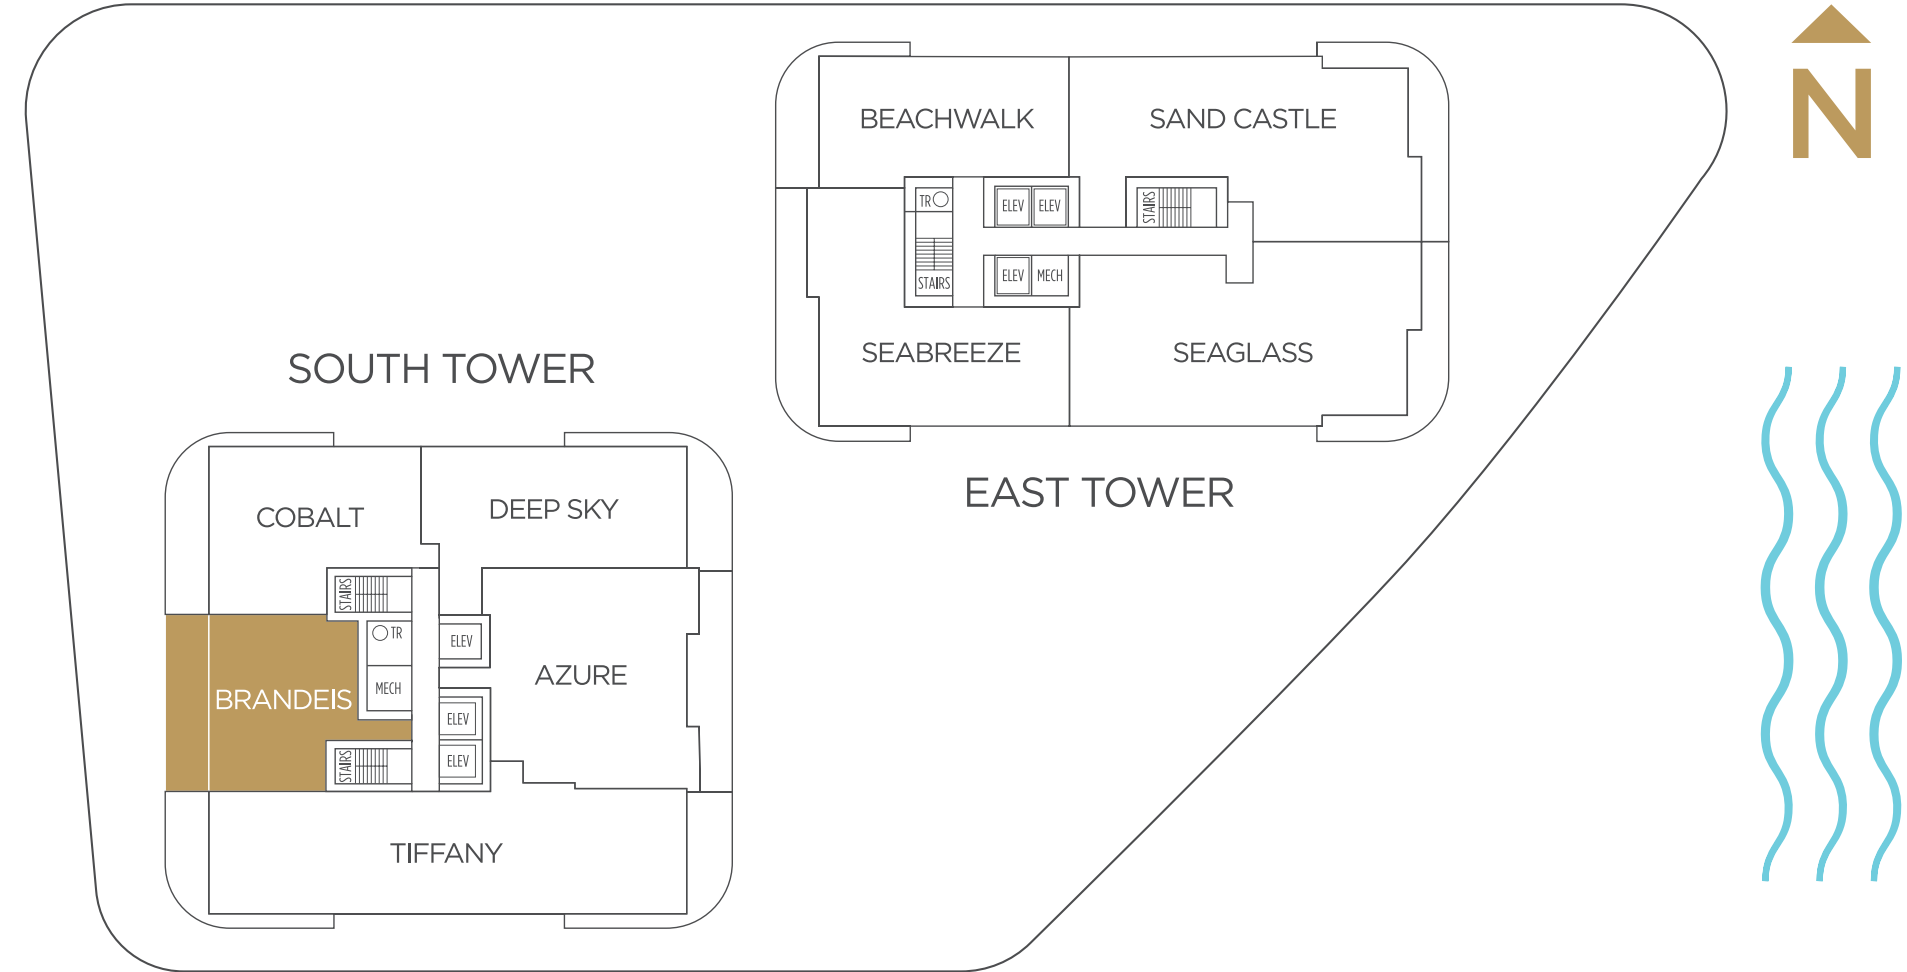 N
BEACHWALK
SAND CASTLE
TR
ELEV
ELEV
STAIRS
STAIRS
ELEV
MECH
SEABREEZE
SEAGLASS
EAST TOWER
SOUTH TOWER
COBALT
DEEP SKY
STAIRS
TR
ELEV
AZURE
BRANDEIS
MECH
ELEV
STAIRS
ELEV
TIFFANY